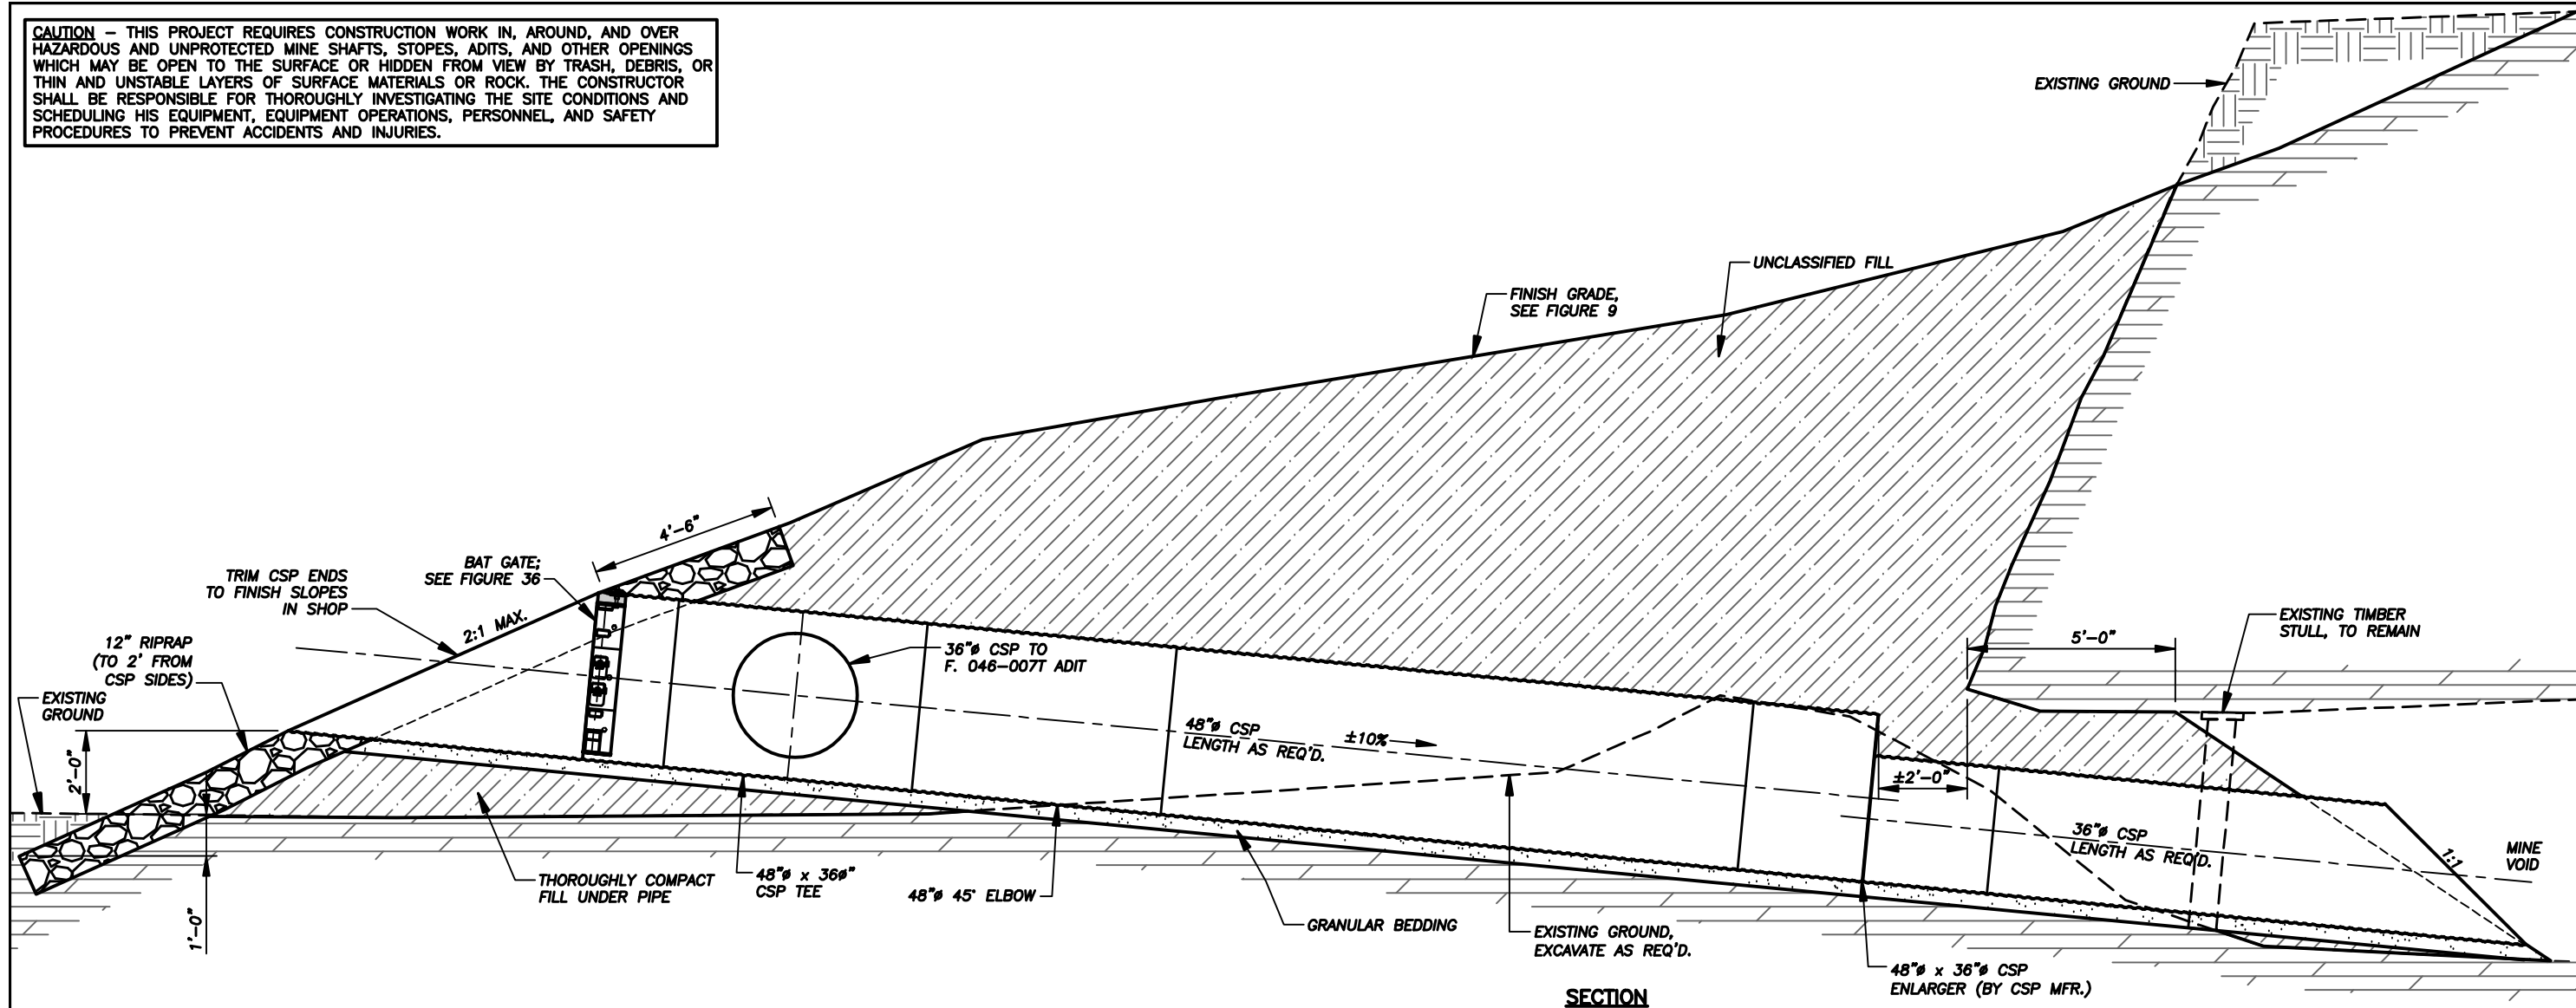 CAUTION – THIS PROJECT REQUIRES CONSTRUCTION WORK IN, AROUND, AND OVER
HAZARDOUS AND UNPROTECTED MINE SHAFTS, STOPES, ADITS, AND OTHER OPENINGS
WHICH MAY BE OPEN TO THE SURFACE OR HIDDEN FROM VIEW BY TRASH, DEBRIS, OR
THIN AND UNSTABLE LAYERS OF SURFACE MATERIALS OR ROCK. THE CONSTRUCTOR
SHALL BE RESPONSIBLE FOR THOROUGHLY INVESTIGATING THE SITE CONDITIONS AND
SCHEDULING HIS EQUIPMENT, EQUIPMENT OPERATIONS, PERSONNEL, AND SAFETY
PROCEDURES TO PREVENT ACCIDENTS AND INJURIES.
EXISTING GROUND
UNCLASSIFIED FILL
FINISH GRADE,
SEE FIGURE 9
4'-6"
BAT GATE;
SEE FIGURE 36
TRIM CSP ENDS
TO FINISH SLOPES
IN SHOP
2:1 MAX.
12" RIPRAP
(TO 2' FROM
CSP SIDES)
EXISTING
GROUND
2'-0"
1'-0"
36"ø CSP TO
F. 046-007T ADIT
48"ø CSP
LENGTH AS REQ'D.
±10%
5'-0"
EXISTING TIMBER
STULL, TO REMAIN
±2'-0"
36"ø CSP
LENGTH AS REQ'D.
1:1
MINE
VOID
THOROUGHLY COMPACT
FILL UNDER PIPE
48"ø x 36ø"
CSP TEE
48"ø 45° ELBOW
GRANULAR BEDDING
EXISTING GROUND,
EXCAVATE AS REQ'D.
48"ø x 36"ø CSP
ENLARGER (BY CSP MFR.)
SECTION